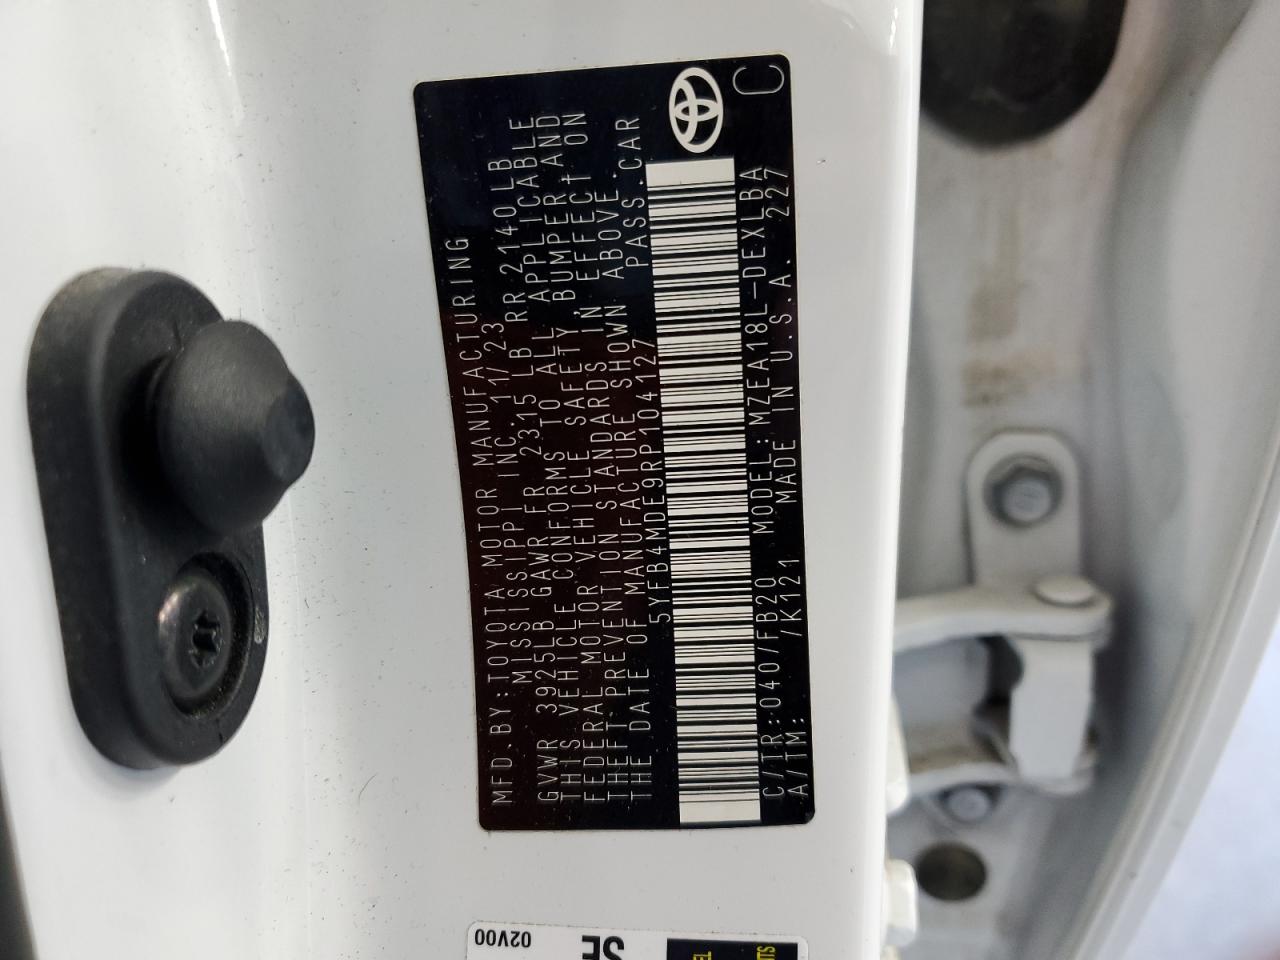 MFD. BY: TOYOTA MOTOR MANUFACTURING
MISSISSIPPI INC. 11/23
GVWR 3925LB GAWR FR 2315 LB RR 2140LB
THIS VEHICLE CONFORMS TO ALL APPLICABLE
FEDERAL MOTOR VEHICLE SAFETY, BUMPER, AND
THEFT PREVENTION STANDARDS IN EFFECT ON
THE DATE OF MANUFACTURE SHOWN ABOVE.
5YFB4MDE9RP104127 PASS. CAR
C
C/TR: 040/FB20 MODEL: MZEA18L-DEXLBA
A/TM: /K121 MADE IN U.S.A. 227
02V00
SE